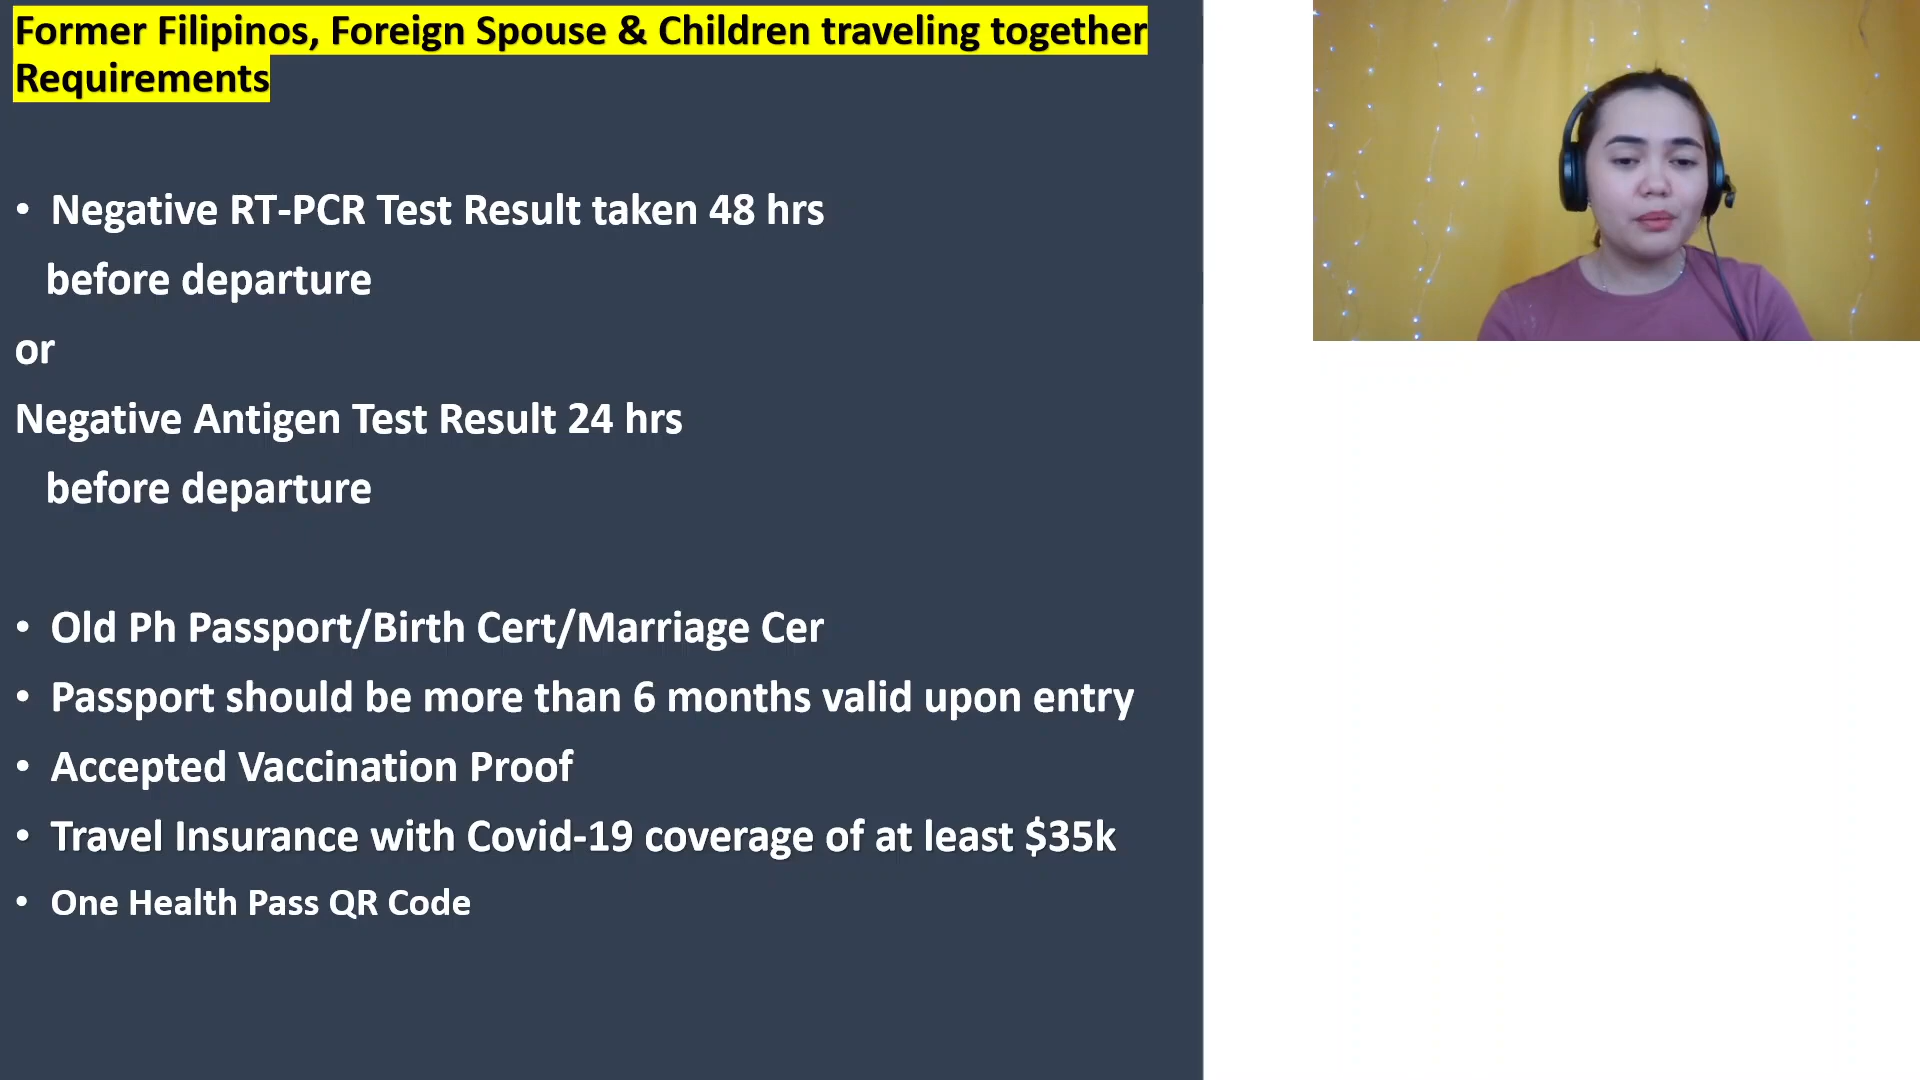 Former Filipinos, Foreign Spouse & Children traveling together
Requirements
• Negative RT-PCR Test Result taken 48 hrs
before departure
or
Negative Antigen Test Result 24 hrs
before departure
• Old Ph Passport/Birth Cert/Marriage Cer
• Passport should be more than 6 months valid upon entry
• Accepted Vaccination Proof
• Travel Insurance with Covid-19 coverage of at least $35k
• One Health Pass QR Code